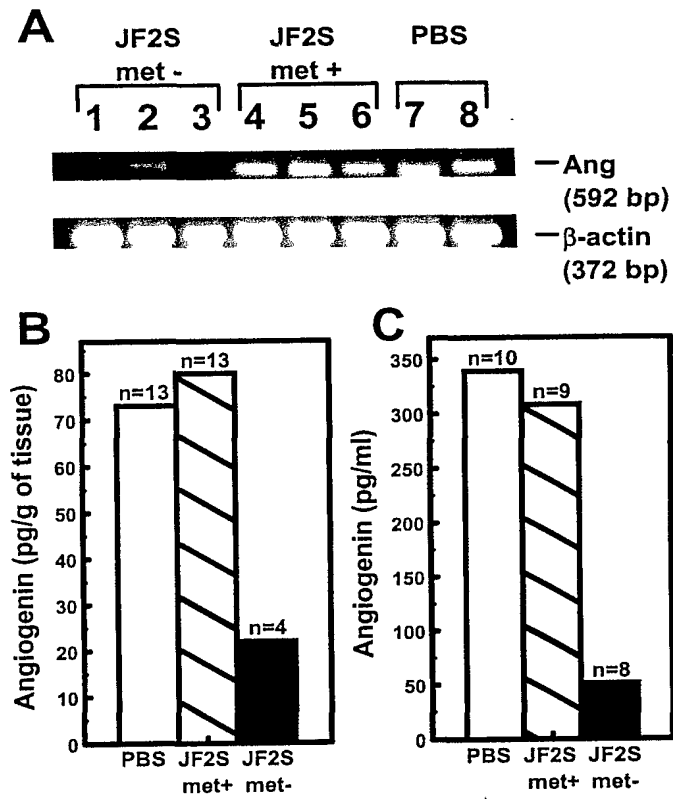 A
JF2S met - JF2S met + PBS
1 2 3 4 5 6 7 8
Ang (592 bp)
β-actin (372 bp)
B
Angiogenin (pg/g of tissue)
80
70
60
50
40
30
20
10
0
n=13
n=13
n=4
PBS JF2S met+ JF2S met-
C
Angiogenin (pg/ml)
350
300
250
200
150
100
50
0
n=10
n=9
n=8
PBS JF2S met+ JF2S met-